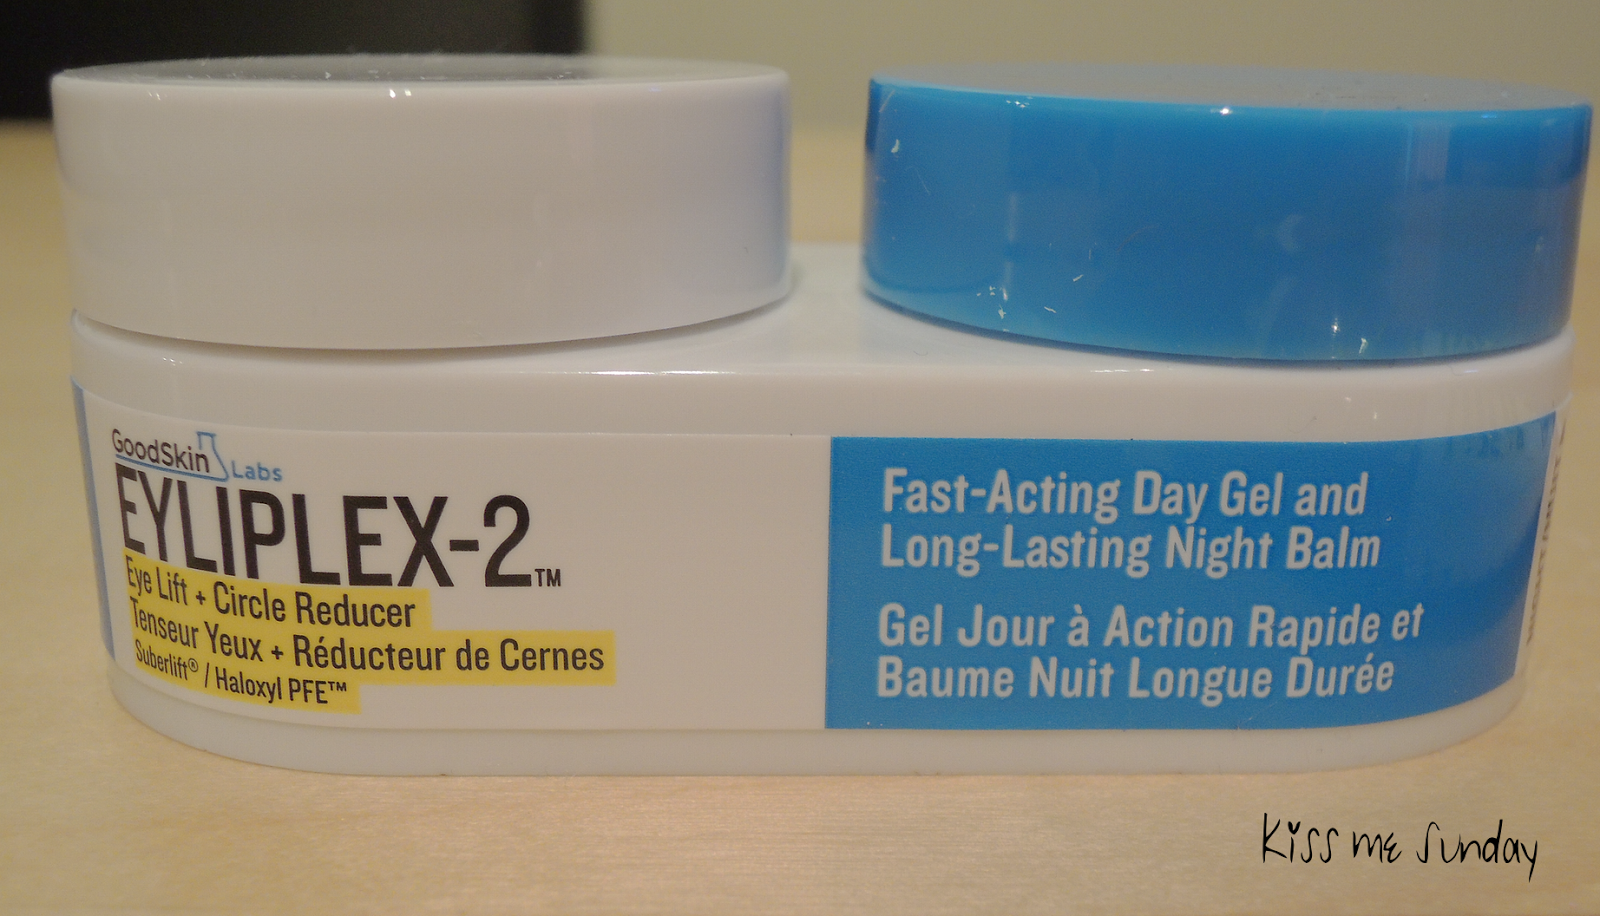 GoodSkin Labs
EYLIPLEX-2™
Eye Lift + Circle Reducer
Tenseur Yeux + Réducteur de Cernes
Suberlift® / Haloxyl PFE™
Fast-Acting Day Gel and
Long-Lasting Night Balm
Gel Jour à Action Rapide et
Baume Nuit Longue Durée
Kiss me Sunday